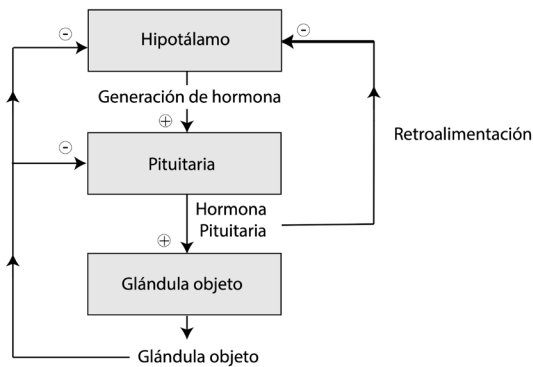 ⊖
⊖
Hipotálamo
Generación de hormona
⊕
Retroalimentación
⊖
Pituitaria
Hormona
Pituitaria
⊕
Glándula objeto
Glándula objeto